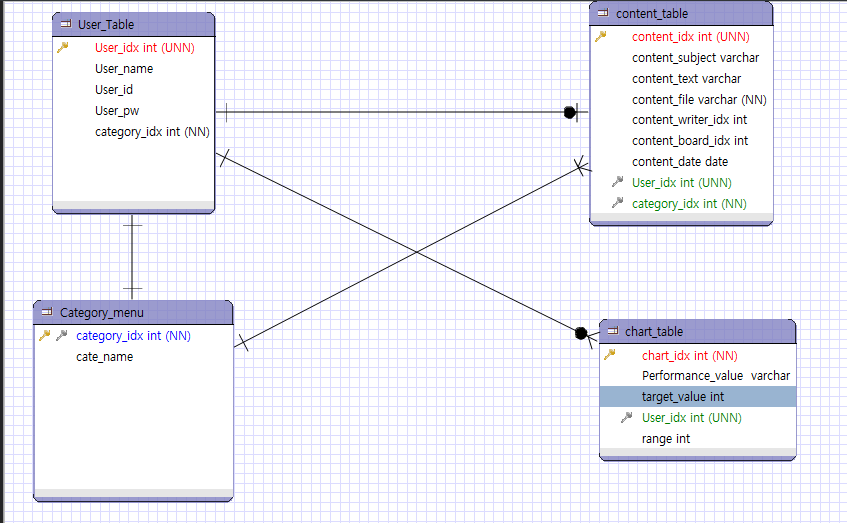 User_Table
User_idx int (UNN)
User_name
User_id
User_pw
category_idx int (NN)
content_table
content_idx int (UNN)
content_subject varchar
content_text varchar
content_file varchar (NN)
content_writer_idx int
content_board_idx int
content_date date
User_idx int (UNN)
category_idx int (NN)
Category_menu
category_idx int (NN)
cate_name
chart_table
chart_idx int (NN)
Performance_value varchar
target_value int
User_idx int (UNN)
range int